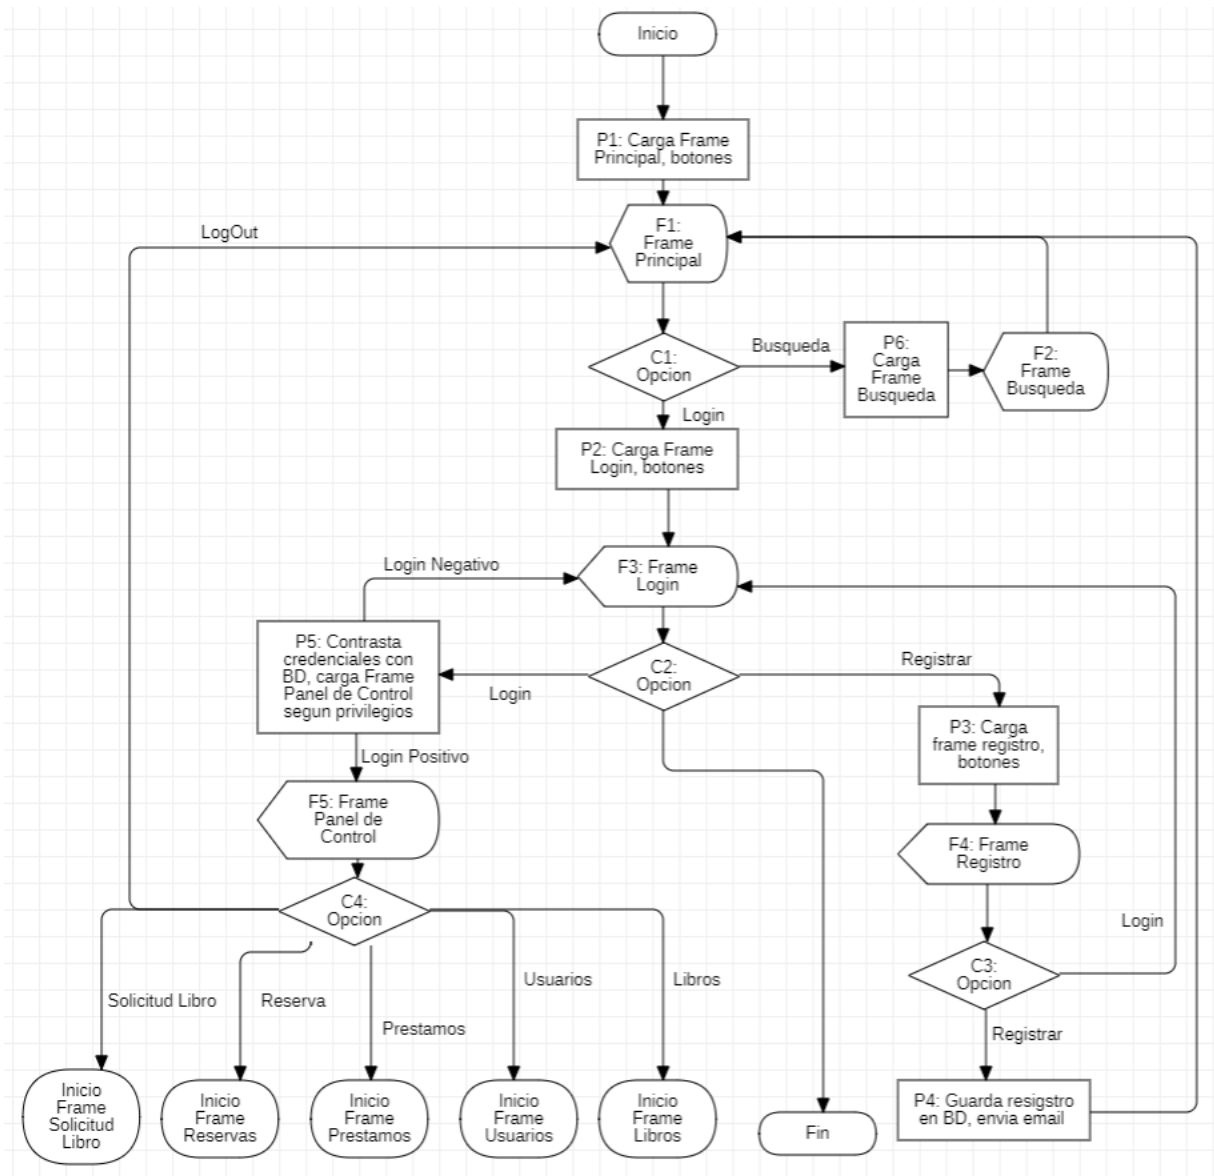 Inicio
P1: Carga Frame
Principal, botones
LogOut
F1:
Frame
Principal
C1:
Opcion
Busqueda
P6:
Carga
Frame
Busqueda
F2:
Frame
Busqueda
Login
P2: Carga Frame
Login, botones
Login Negativo
F3: Frame
Login
P5: Contrasta
credenciales con
BD, carga Frame
Panel de Control
segun privilegios
Login
C2:
Opcion
Registrar
P3: Carga
frame registro,
botones
Login Positivo
F5: Frame
Panel de
Control
F4: Frame
Registro
C4:
Opcion
Login
C3:
Opcion
Solicitud Libro
Reserva
Prestamos
Usuarios
Libros
Registrar
Inicio
Frame
Solicitud
Libro
Inicio
Frame
Reservas
Inicio
Frame
Prestamos
Inicio
Frame
Usuarios
Inicio
Frame
Libros
Fin
P4: Guarda resigstro
en BD, envia email